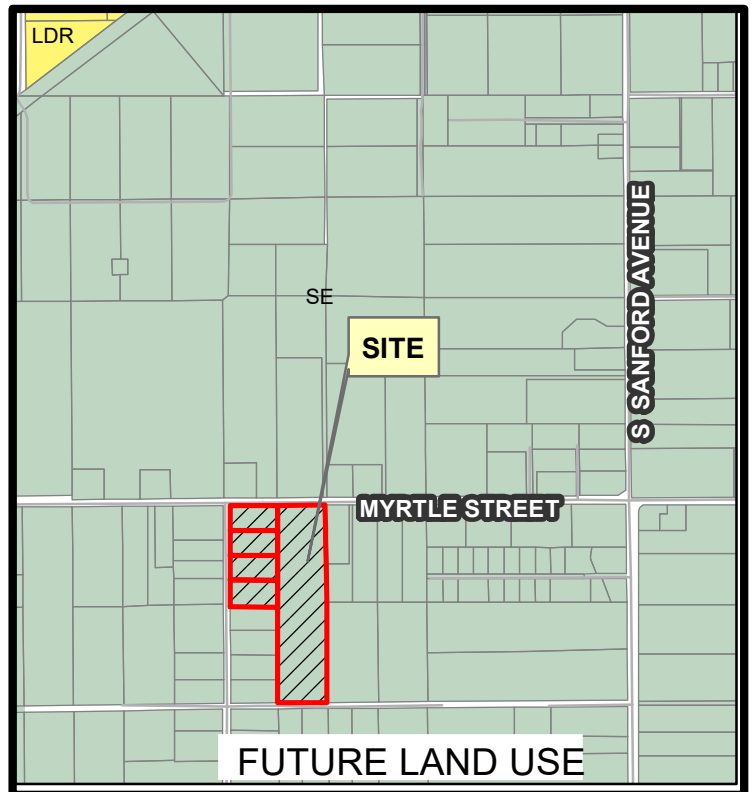 LDR
S SANFORD AVENUE
SE
SITE
MYRTLE STREET
FUTURE LAND USE